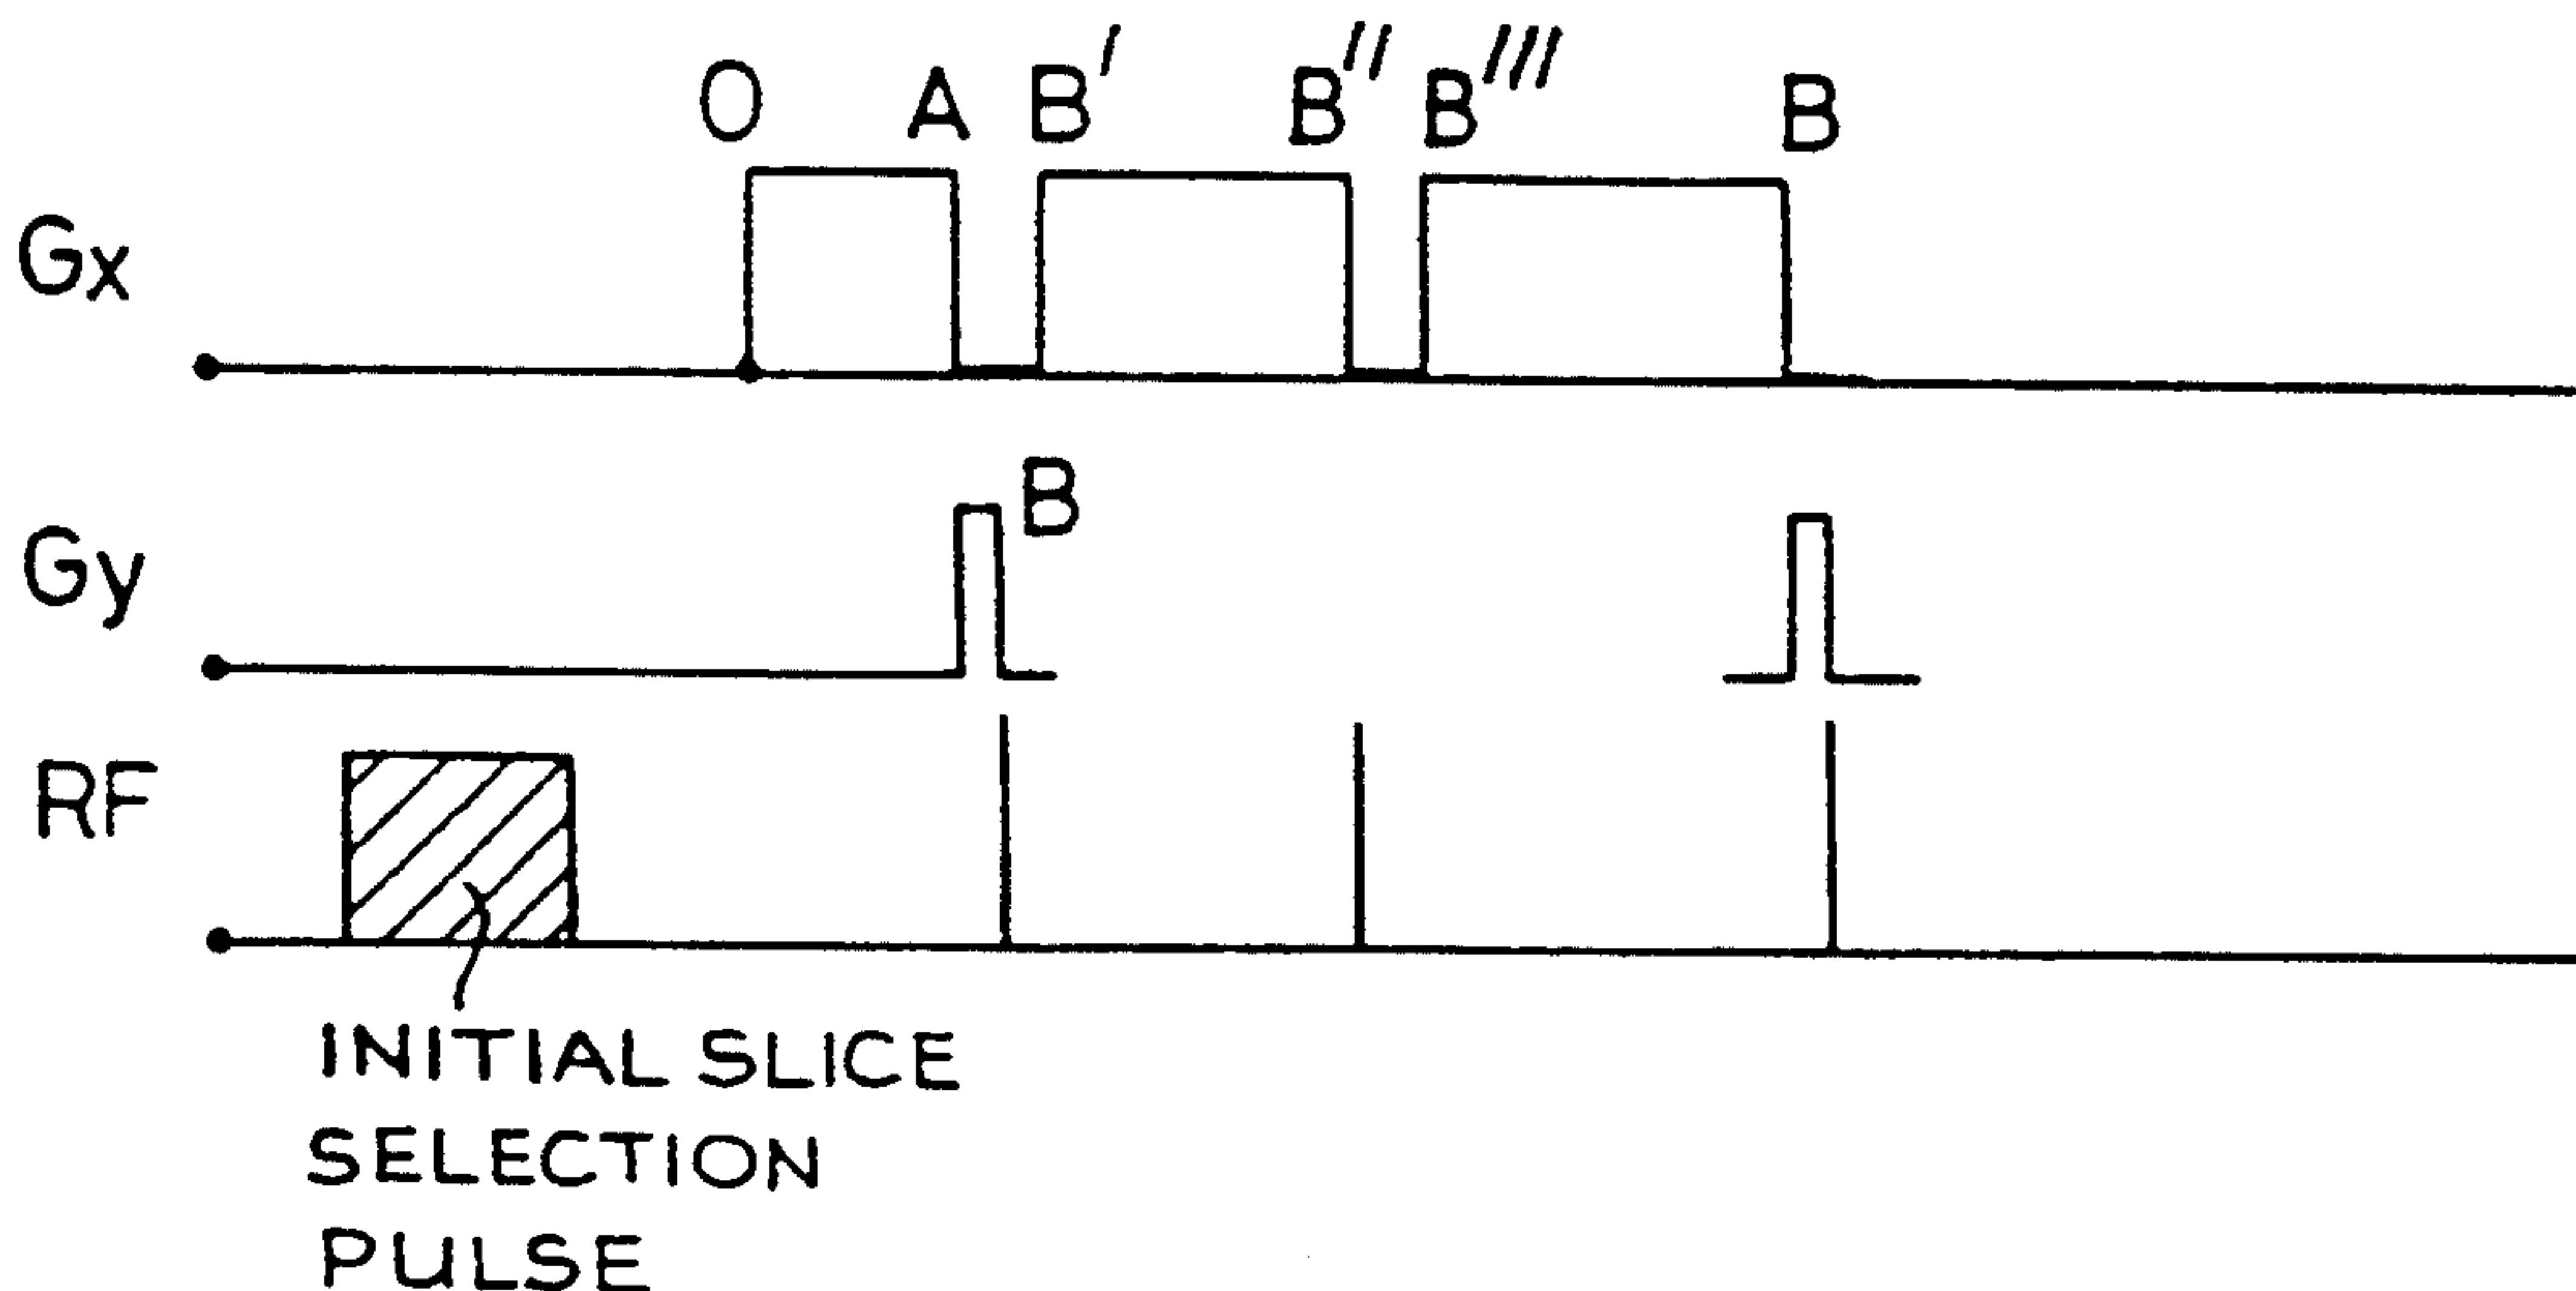 O A B′ B″ B‴ B
Gx
B
Gy
RF
INITIAL SLICE
SELECTION
PULSE